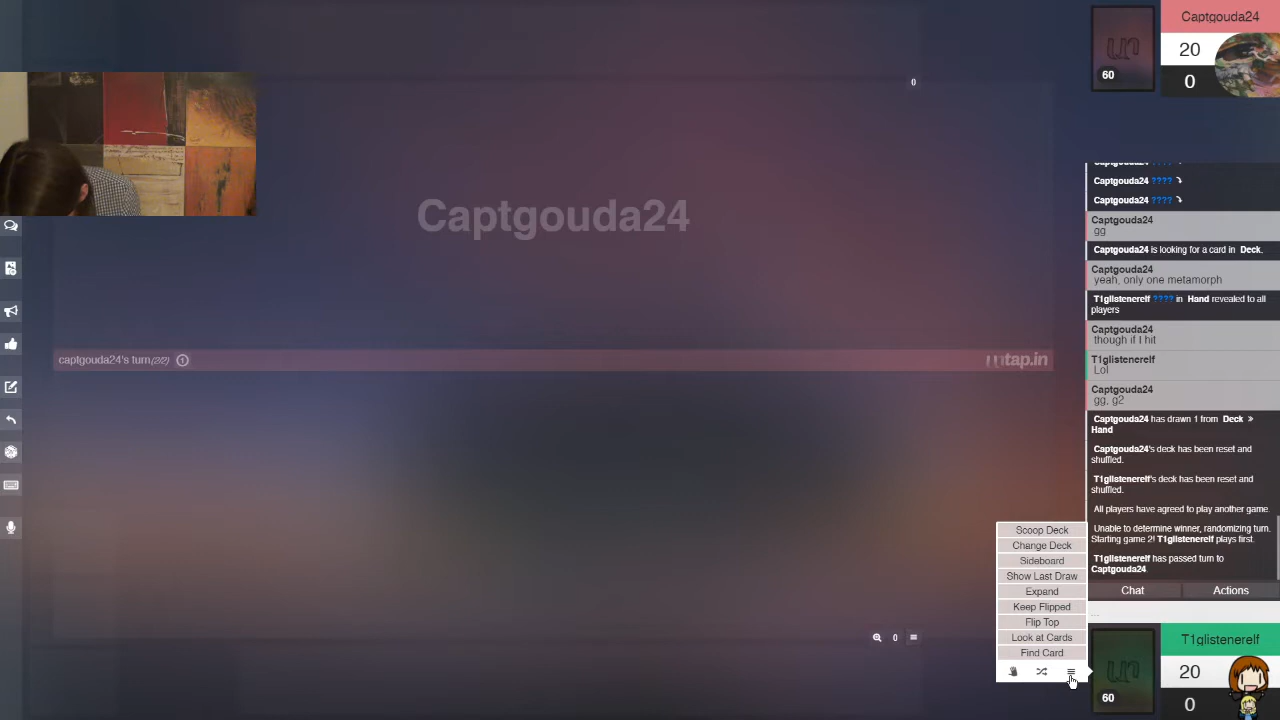 Captgouda24
20
60
0
0
Captgouda24 ????
Captgouda24 ????
Captgouda24 ????
Captgouda24
gg
Captgouda24 is looking for a card in Deck.
Captgouda24
yeah, only one metamorph
T1glistenerelf ???? in Hand revealed to all
players
Captgouda24
though if I hit
T1glistenerelf
Lol
Captgouda24
gg, g2
Captgouda24 has drawn 1 from Deck »
Hand
Captgouda24's deck has been reset and
shuffled.
T1glistenerelf's deck has been reset and
shuffled.
All players have agreed to play another game.
Unable to determine winner, randomizing turn.
Starting game 2! T1glistenerelf plays first.
T1glistenerelf has passed turn to
Captgouda24
Chat Actions
...
Captgouda24
captgouda24's turn(2/2) 1
untap.in
Scoop Deck
Change Deck
Sideboard
Show Last Draw
Expand
Keep Flipped
Flip Top
Look at Cards
Find Card
0
T1glistenerelf
20
60
0